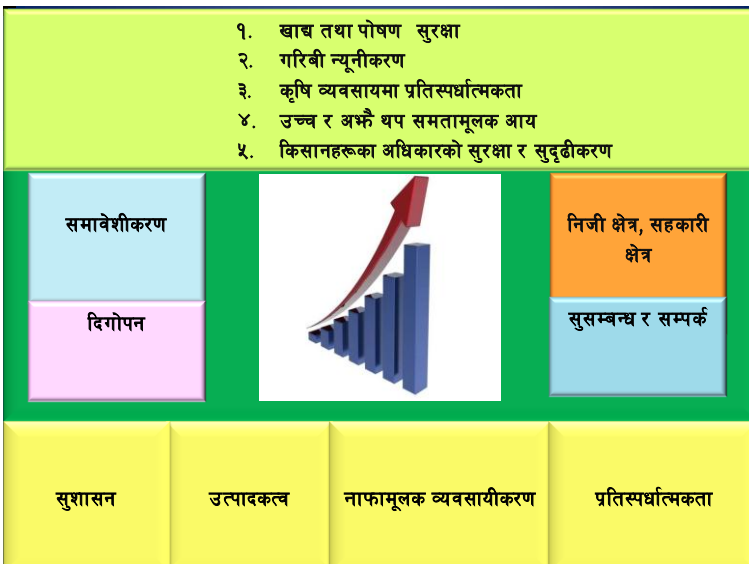 १. खाद्य तथा पोषण सुरक्षा
२. गरिबी न्यूनीकरण
३. कृषि व्यवसायमा प्रतिस्पर्धात्मकता
४. उच्च र अझै थप समतामूलक आय
५. किसानहरूका अधिकारको सुरक्षा र सुदृढीकरण
समावेशीकरण
निजी क्षेत्र, सहकारी
क्षेत्र
दिगोपन
सुसम्बन्ध र सम्पर्क
सुशासन
उत्पादकत्व
नाफामूलक व्यवसायीकरण
प्रतिस्पर्धात्मकता